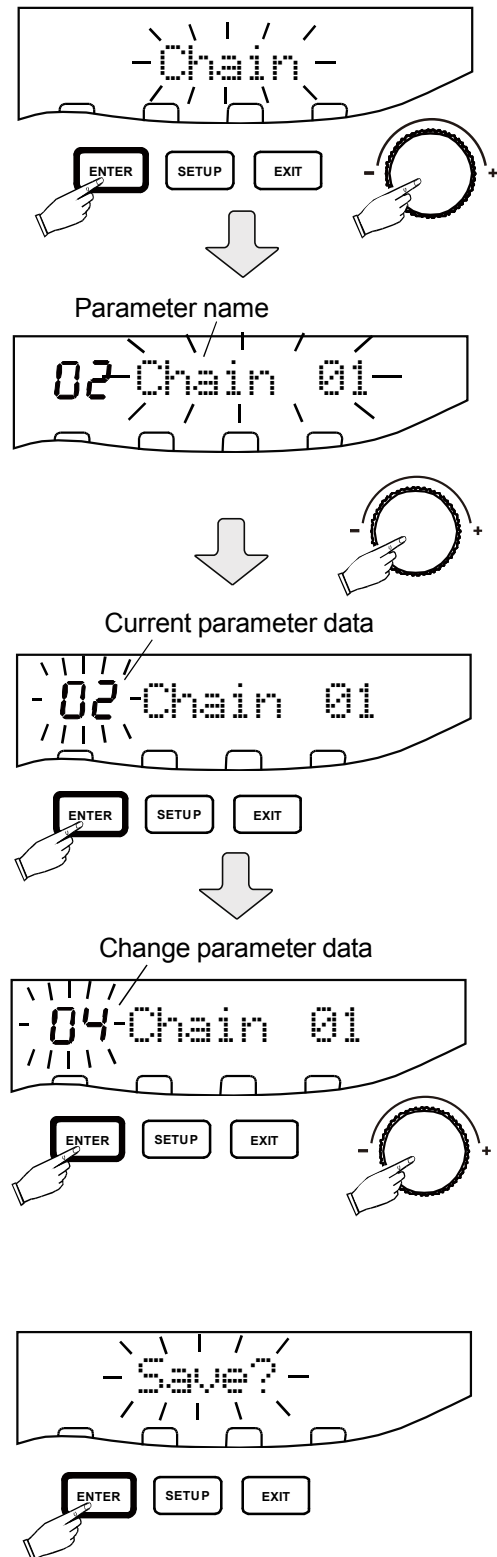 Chain
ENTER SETUP EXIT - +
Parameter name
02 Chain 01
- +
Current parameter data
02 Chain 01
ENTER SETUP EXIT
Change parameter data
04 Chain 01
ENTER SETUP EXIT - +
Save?
ENTER SETUP EXIT